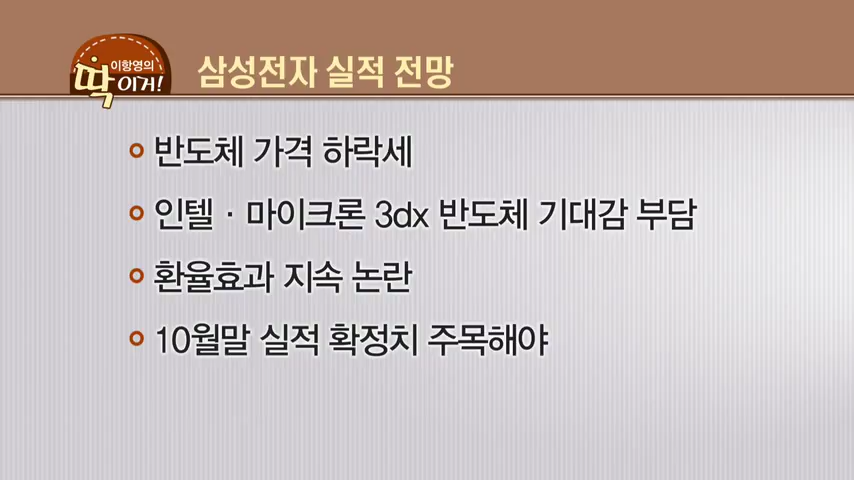 이항영의
딱 이거!
삼성전자 실적 전망
반도체 가격 하락세
인텔 · 마이크론 3dx 반도체 기대감 부담
환율효과 지속 논란
10월말 실적 확정치 주목해야